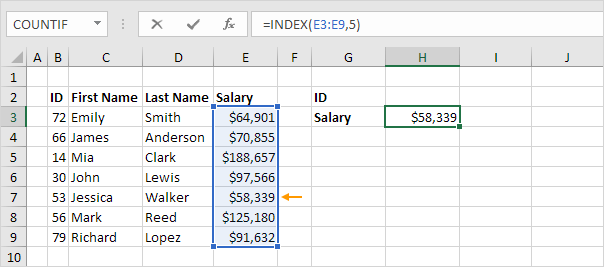 COUNTIF =INDEX(E3:E9,5)
A B C D E F G H I J
1
2 ID First Name Last Name Salary ID
3 72 Emily Smith $64,901 Salary $58,339
4 66 James Anderson $70,855
5 14 Mia Clark $188,657
6 30 John Lewis $97,566
7 53 Jessica Walker $58,339
8 56 Mark Reed $125,180
9 79 Richard Lopez $91,632
10